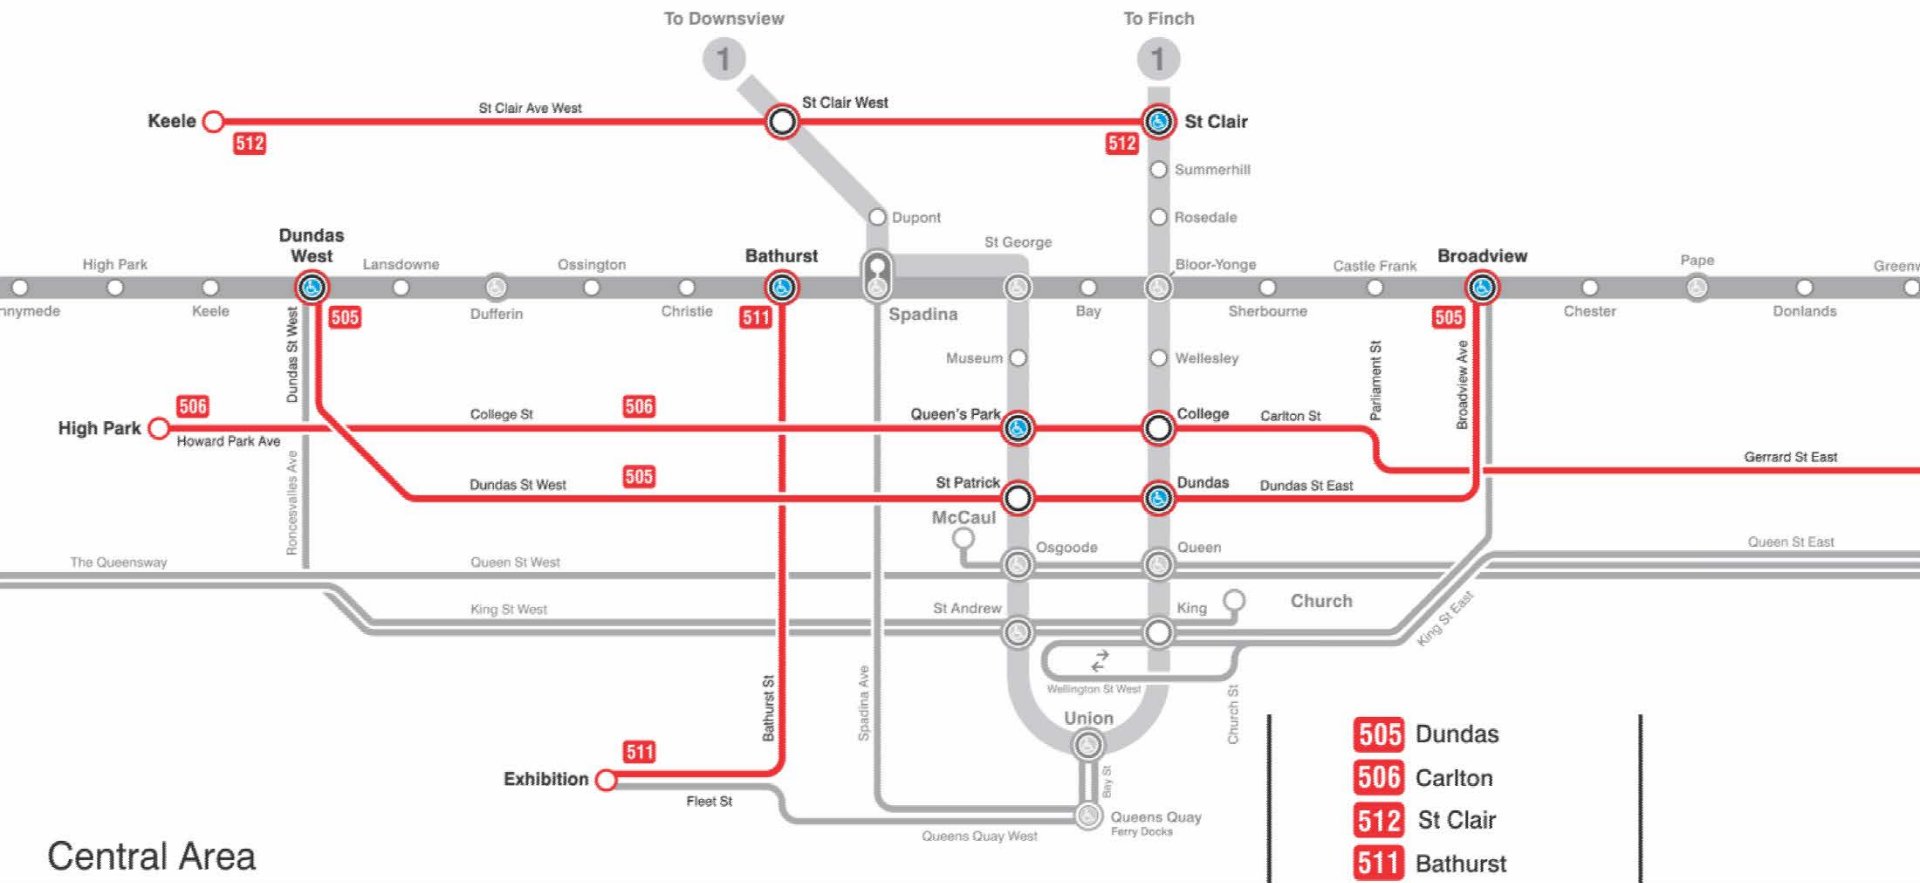 To Downsview
To Finch
1
1
Keele
St Clair Ave West
St Clair West
St Clair
512
512
Summerhill
Dupont
Rosedale
Dundas
West
St George
High Park
Lansdowne
Ossington
Bathurst
Bloor-Yonge
Castle Frank
Broadview
Pape
Keele
505
Dufferin
Christie
511
Spadina
Bay
Sherbourne
505
Chester
Donlands
Dundas St West
Museum
Wellesley
Parliament St
Broadview Ave
506
506
High Park
Howard Park Ave
College St
Queen's Park
College
Carlton St
Gerrard St East
Roncesvalles Ave
505
Dundas St West
St Patrick
Dundas
Dundas St East
McCaul
Osgoode
Queen
Queen St East
The Queensway
Queen St West
King St West
St Andrew
King
Church
King St East
Wellington St West
Bathurst St
Spadina Ave
Church St
Union
Bay St
511
Exhibition
Fleet St
Queens Quay
Ferry Docks
Queens Quay West
505 Dundas
506 Carlton
512 St Clair
511 Bathurst
Central Area